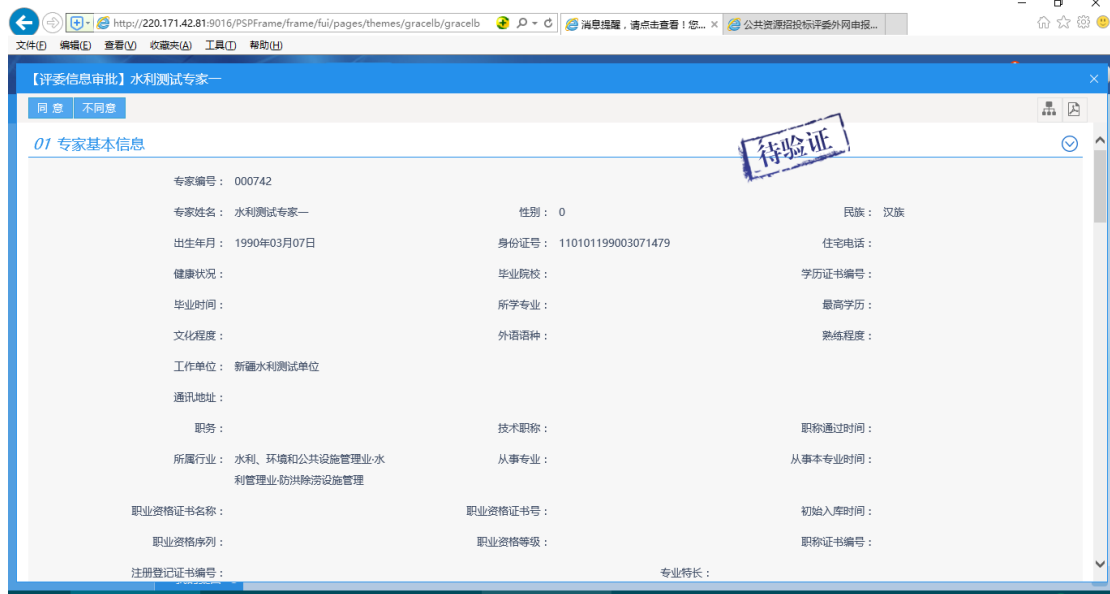 http://220.171.42.81:9016/PSPFrame/frame/fui/pages/themes/gracelb/gracelb
消息提醒，请点击查看！您...
公共资源招投标评委外网申报...
文件(F) 编辑(E) 查看(V) 收藏夹(A) 工具(T) 帮助(H)
【评委信息审批】水利测试专家一
同意 不同意
01 专家基本信息
待验证
专家编号： 000742
专家姓名： 水利测试专家一 性别： 0 民族： 汉族
出生年月： 1990年03月07日 身份证号： 110101199003071479 住宅电话：
健康状况： 毕业院校： 学历证书编号：
毕业时间： 所学专业： 最高学历：
文化程度： 外语语种： 熟练程度：
工作单位： 新疆水利测试单位
通讯地址：
职务： 技术职称： 职称通过时间：
所属行业： 水利、环境和公共设施管理业·水 从事专业： 从事本专业时间：
利管理业·防洪除涝设施管理
职业资格证书名称： 职业资格证书号： 初始入库时间：
职业资格序列： 职业资格等级： 职称证书编号：
注册登记证书编号： 专业特长：